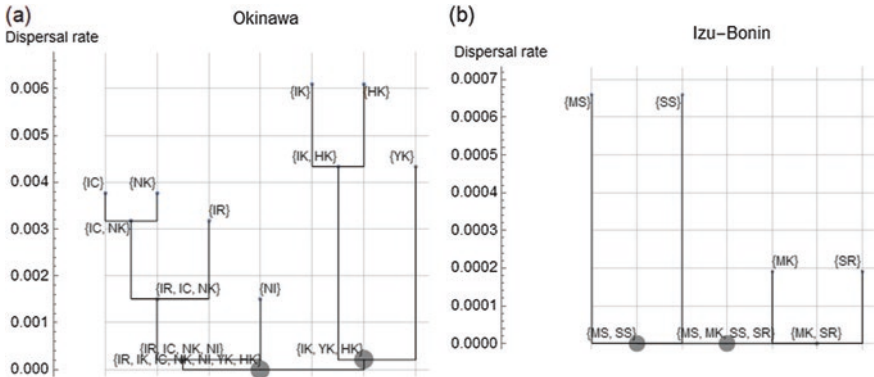 (a)
Okinawa
Dispersal rate
0.006
0.005
0.004
0.003
0.002
0.001
0.000
{IK}
{HK}
{IK, HK}
{YK}
{IC}
{NK}
{IR}
{IC, NK}
{IR, IC, NK}
{NI}
{IR, IC, NK, NI}
{IK, YK, HK}
{IR, IK, IC, NK, NI, YK, HK}
(b)
Izu–Bonin
Dispersal rate
0.0007
0.0006
0.0005
0.0004
0.0003
0.0002
0.0001
0.0000
{MS}
{SS}
{MK}
{SR}
{MS, SS}
{MS, MK, SS, SR}
{MK, SR}